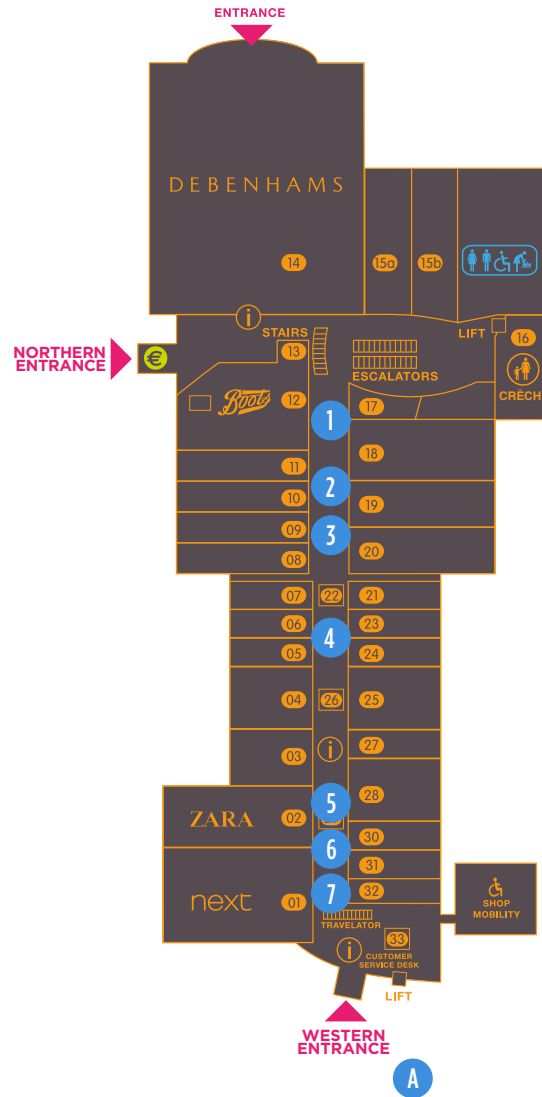 ENTRANCE
DEBENHAMS
14
15a
15b
i
STAIRS
LIFT
16
NORTHERN
ENTRANCE
€
13
ESCALATORS
CRÈCH
Boots
12
17
1
18
11
2
10
19
09
3
08
20
07
22
21
06
23
4
05
24
04
26
25
03
i
27
5
28
ZARA
02
30
6
31
32
next
01
7
TRAVELATOR
SHOP
MOBILITY
33
i
CUSTOMER
SERVICE DESK
LIFT
WESTERN
ENTRANCE
A